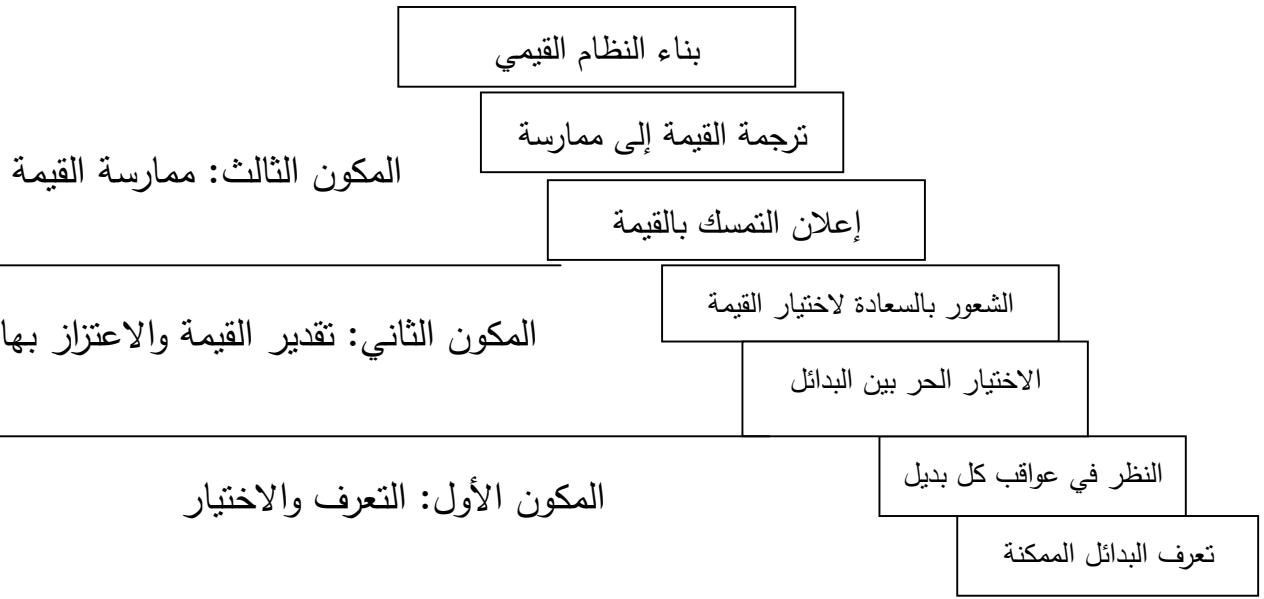 بناء النظام القيمي
ترجمة القيمة إلى ممارسة
المكون الثالث: ممارسة القيمة
إعلان التمسك بالقيمة
الشعور بالسعادة لاختيار القيمة
المكون الثاني: تقدير القيمة والاعتزاز بها
الاختيار الحر بين البدائل
النظر في عواقب كل بديل
المكون الأول: التعرف والاختيار
تعرف البدائل الممكنة